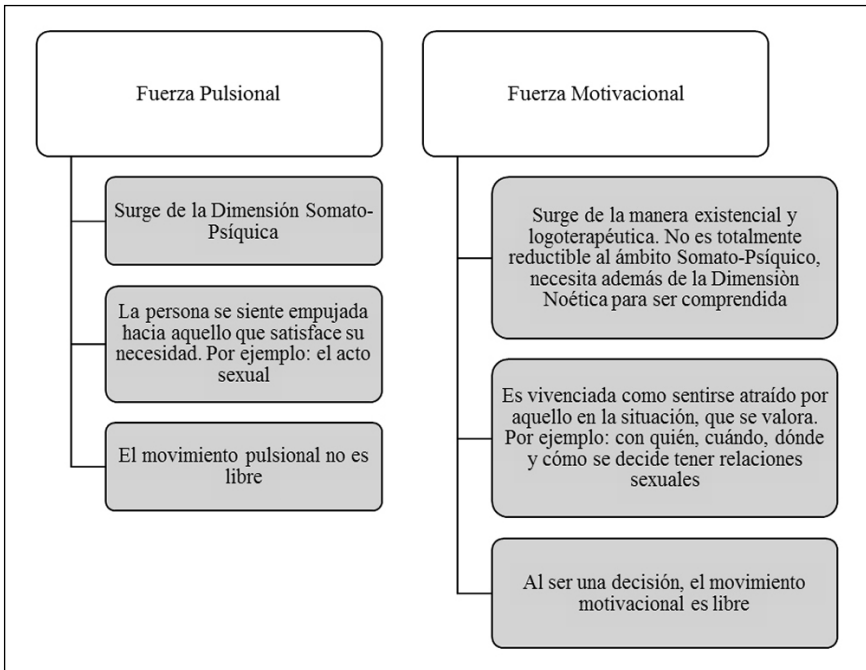 Fuerza Pulsional
Surge de la Dimensión Somato-
Psíquica
La persona se siente empujada
hacia aquello que satisface su
necesidad. Por ejemplo: el acto
sexual
El movimiento pulsional no es
libre
Fuerza Motivacional
Surge de la manera existencial y
logoterapéutica. No es totalmente
reductible al ámbito Somato-Psíquico,
necesita además de la Dimensiòn
Noética para ser comprendida
Es vivenciada como sentirse atraído por
aquello en la situación, que se valora.
Por ejemplo: con quién, cuándo, dónde
y cómo se decide tener relaciones
sexuales
Al ser una decisión, el movimiento
motivacional es libre